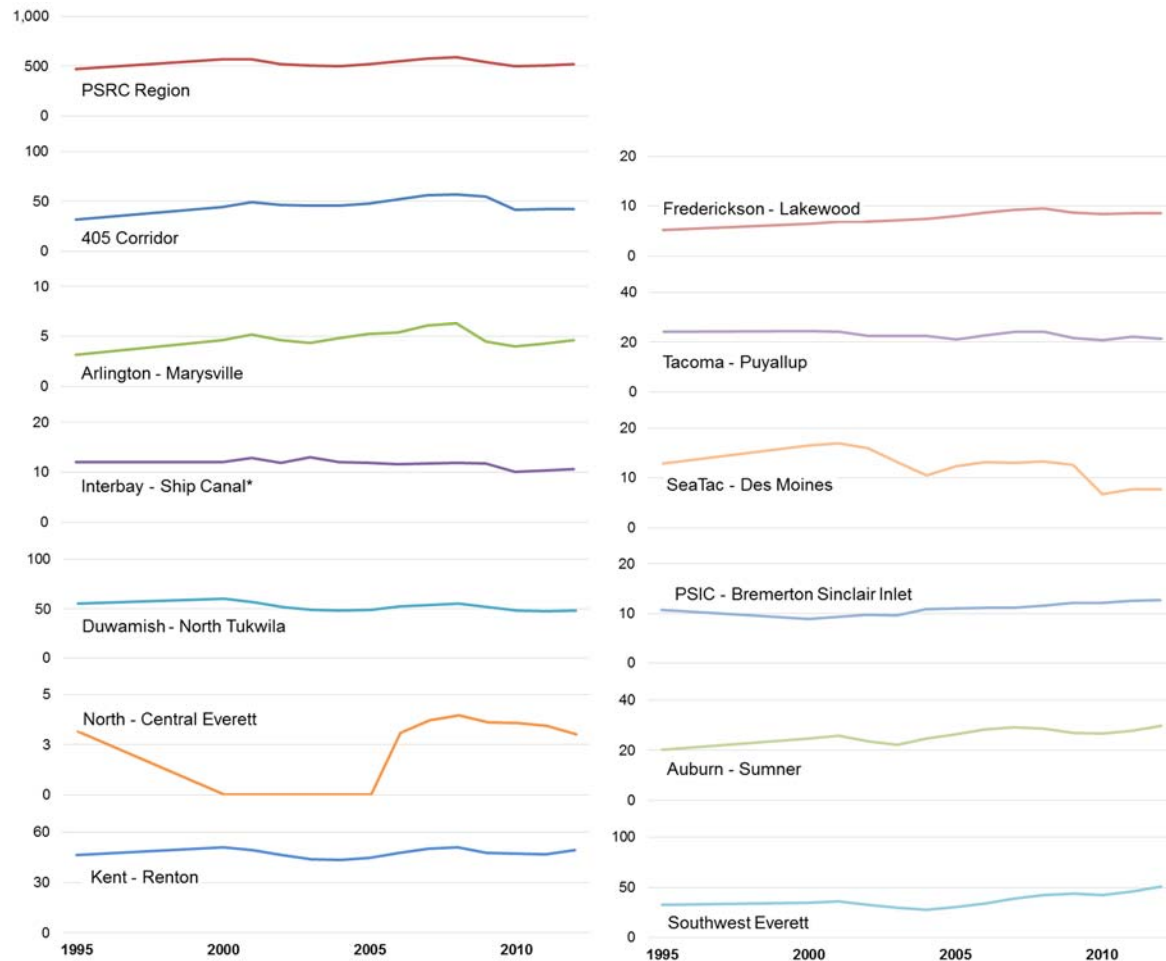 1,000
500
0
PSRC Region
100
50
0
405 Corridor
10
5
0
Arlington - Marysville
20
10
0
Interbay - Ship Canal*
100
50
0
Duwamish - North Tukwila
5
3
0
North - Central Everett
60
30
0
Kent - Renton
1995 2000 2005 2010
20
10
0
Frederickson - Lakewood
40
20
0
Tacoma - Puyallup
20
10
0
SeaTac - Des Moines
20
10
0
PSIC - Bremerton Sinclair Inlet
40
20
0
Auburn - Sumner
100
50
0
Southwest Everett
1995 2000 2005 2010